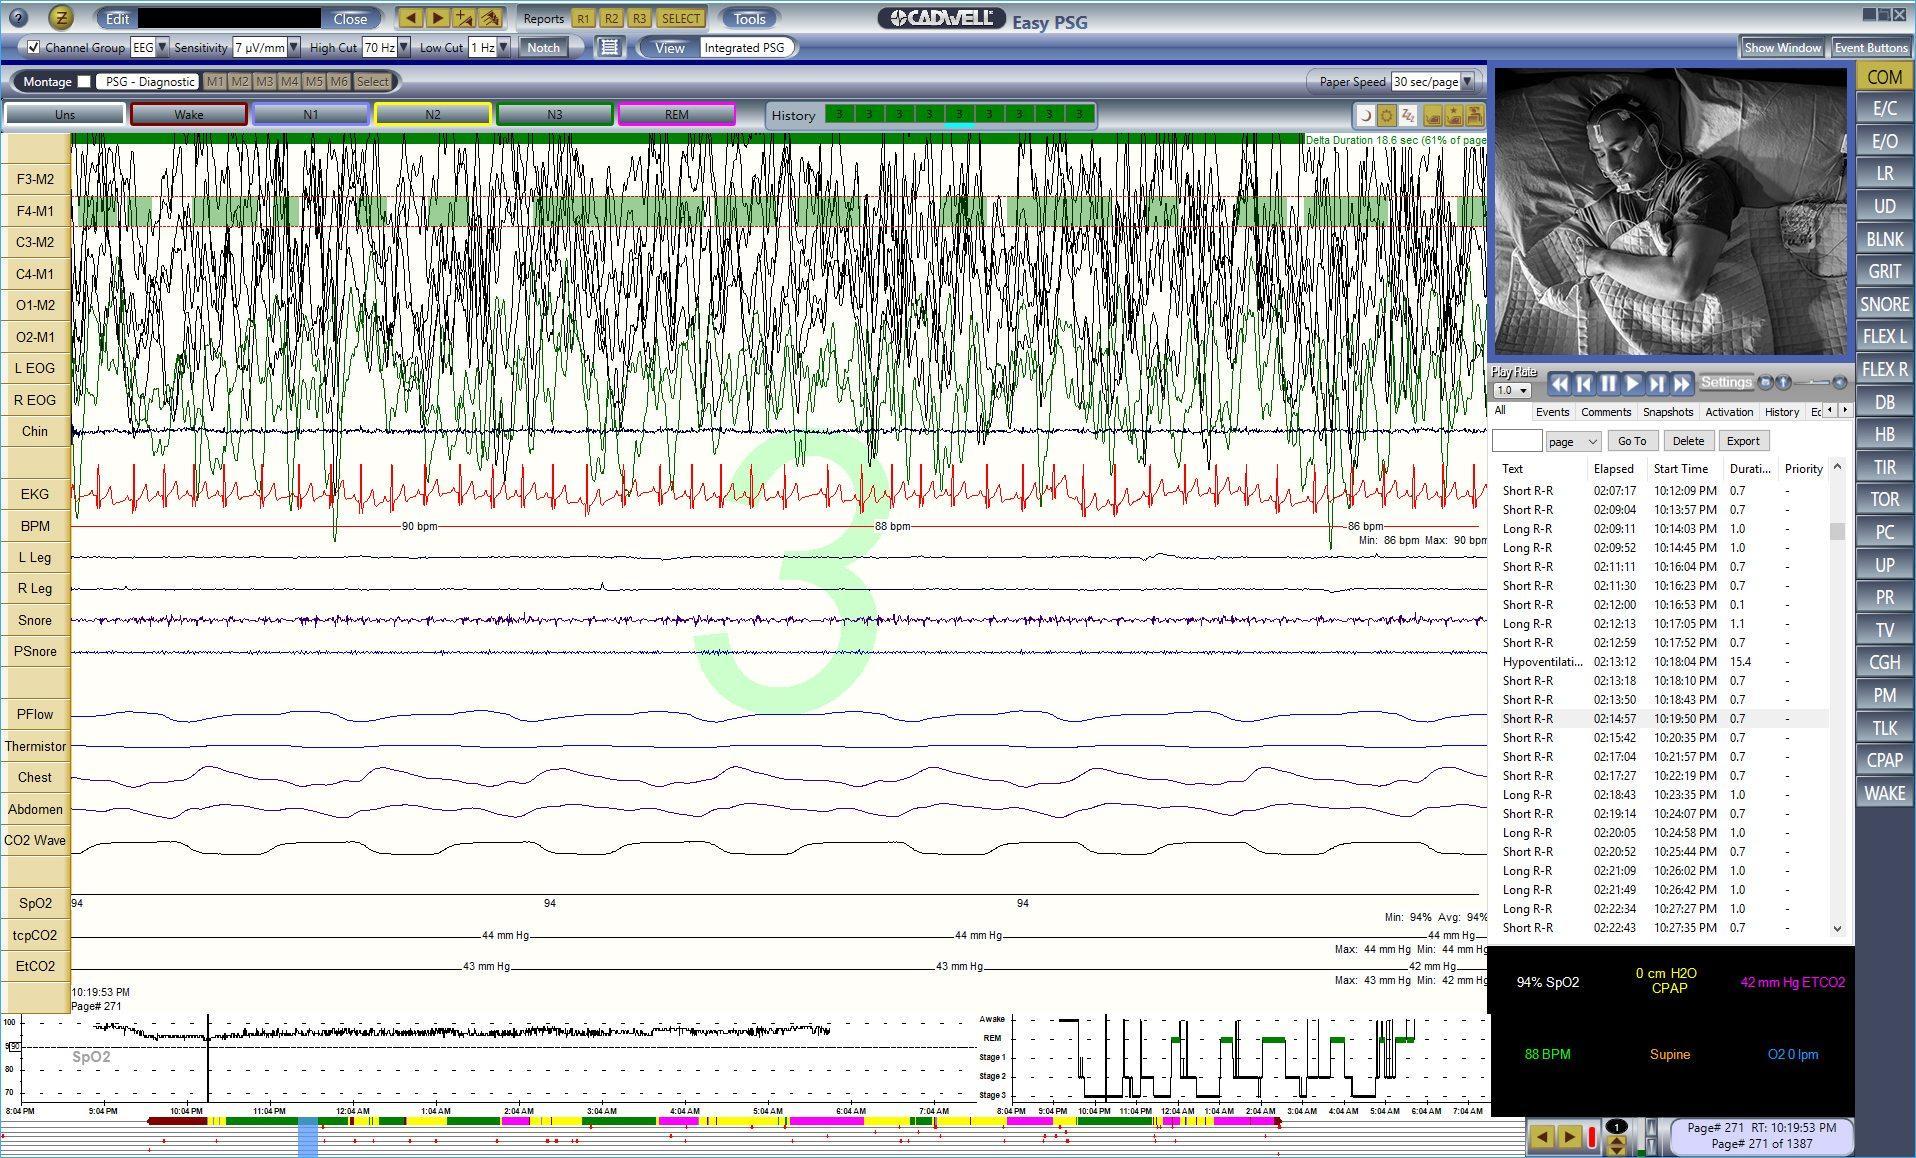 ? Z Edit Close Reports R1 R2 R3 SELECT Tools CADWELL Easy PSG
Channel Group EEG Sensitivity 7 µV/mm High Cut 70 Hz Low Cut 1 Hz Notch View Integrated PSG Show Window Event Buttons
Montage PSG - Diagnostic M1 M2 M3 M4 M5 M6 Select Paper Speed 30 sec/page
Uns Wake N1 N2 N3 REM History 3 3 3 3 3 3 3 3 3
Delta Duration 18.6 sec (61% of page
F3-M2
F4-M1
C3-M2
C4-M1
O1-M2
O2-M1
L EOG
R EOG
Chin
EKG
BPM 90 bpm 88 bpm 86 bpm
Min: 86 bpm Max: 90 bpm
L Leg
R Leg
Snore
PSnore
3
PFlow
Thermistor
Chest
Abdomen
CO2 Wave
SpO2 94 94 94
Min: 94% Avg: 94%
tcpCO2 44 mm Hg 44 mm Hg 44 mm Hg
Max: 44 mm Hg Min: 44 mm Hg
EtCO2 43 mm Hg 43 mm Hg 42 mm Hg
Max: 43 mm Hg Min: 42 mm Hg
10:19:53 PM
Page# 271
COM
E/C
E/O
LR
UD
BLNK
GRIT
SNORE
FLEX L
FLEX R
DB
HB
TIR
TOR
PC
UP
PR
TV
CGH
PM
TLK
CPAP
WAKE
Play Rate
1.0 Settings
All Events Comments Snapshots Activation History Ec
page Go To Delete Export
Text Elapsed Start Time Durati... Priority
Short R-R 02:07:17 10:12:09 PM 0.7 -
Short R-R 02:09:04 10:13:57 PM 0.7 -
Long R-R 02:09:11 10:14:03 PM 1.0 -
Long R-R 02:09:52 10:14:45 PM 1.0 -
Short R-R 02:11:11 10:16:04 PM 0.7 -
Short R-R 02:11:30 10:16:23 PM 0.7 -
Short R-R 02:12:00 10:16:53 PM 0.1 -
Long R-R 02:12:13 10:17:05 PM 1.1 -
Short R-R 02:12:59 10:17:52 PM 0.7 -
Hypoventilati... 02:13:12 10:18:04 PM 15.4 -
Short R-R 02:13:18 10:18:10 PM 0.7 -
Short R-R 02:13:50 10:18:43 PM 0.7 -
Short R-R 02:14:57 10:19:50 PM 0.7 -
Short R-R 02:15:42 10:20:35 PM 0.7 -
Short R-R 02:17:04 10:21:57 PM 0.7 -
Short R-R 02:17:27 10:22:19 PM 0.7 -
Long R-R 02:18:43 10:23:35 PM 1.0 -
Short R-R 02:19:14 10:24:07 PM 0.7 -
Long R-R 02:20:05 10:24:58 PM 1.0 -
Short R-R 02:20:52 10:25:44 PM 0.7 -
Long R-R 02:21:09 10:26:02 PM 1.0 -
Long R-R 02:21:49 10:26:42 PM 1.0 -
Long R-R 02:22:34 10:27:27 PM 1.0 -
Short R-R 02:22:43 10:27:35 PM 0.7 -
94% SpO2 0 cm H2O CPAP 42 mm Hg ETCO2
88 BPM Supine O2 0 lpm
100
90
80
70
SpO2
8:04 PM 9:04 PM 10:04 PM 11:04 PM 12:04 AM 1:04 AM 2:04 AM 3:04 AM 4:04 AM 5:04 AM 6:04 AM 7:04 AM
Awake
REM
Stage 1
Stage 2
Stage 3
8:04 PM 9:04 PM 10:04 PM 11:04 PM 12:04 AM 1:04 AM 2:04 AM 3:04 AM 4:04 AM 5:04 AM 6:04 AM 7:04 AM
1
Page# 271 RT: 10:19:53 PM
Page# 271 of 1387